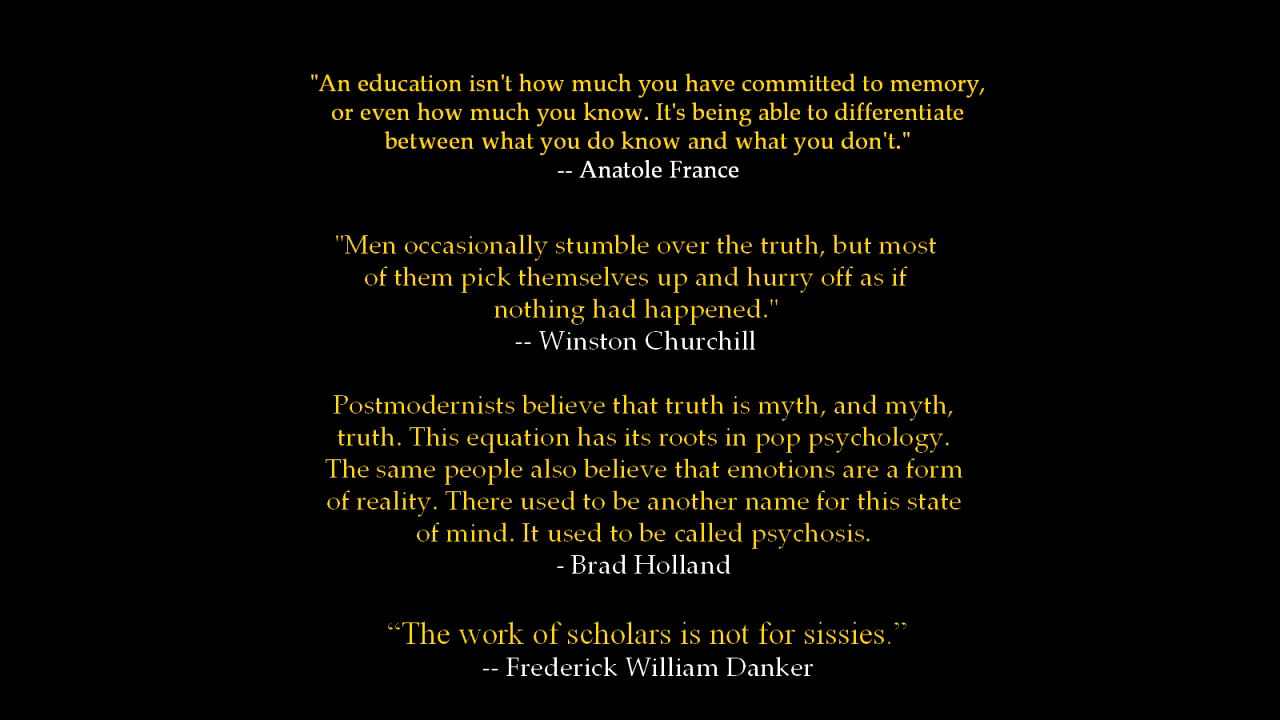 "An education isn't how much you have committed to memory,
or even how much you know. It's being able to differentiate
between what you do know and what you don't."
-- Anatole France
"Men occasionally stumble over the truth, but most
of them pick themselves up and hurry off as if
nothing had happened."
-- Winston Churchill
Postmodernists believe that truth is myth, and myth,
truth. This equation has its roots in pop psychology.
The same people also believe that emotions are a form
of reality. There used to be another name for this state
of mind. It used to be called psychosis.
- Brad Holland
“The work of scholars is not for sissies.”
-- Frederick William Danker